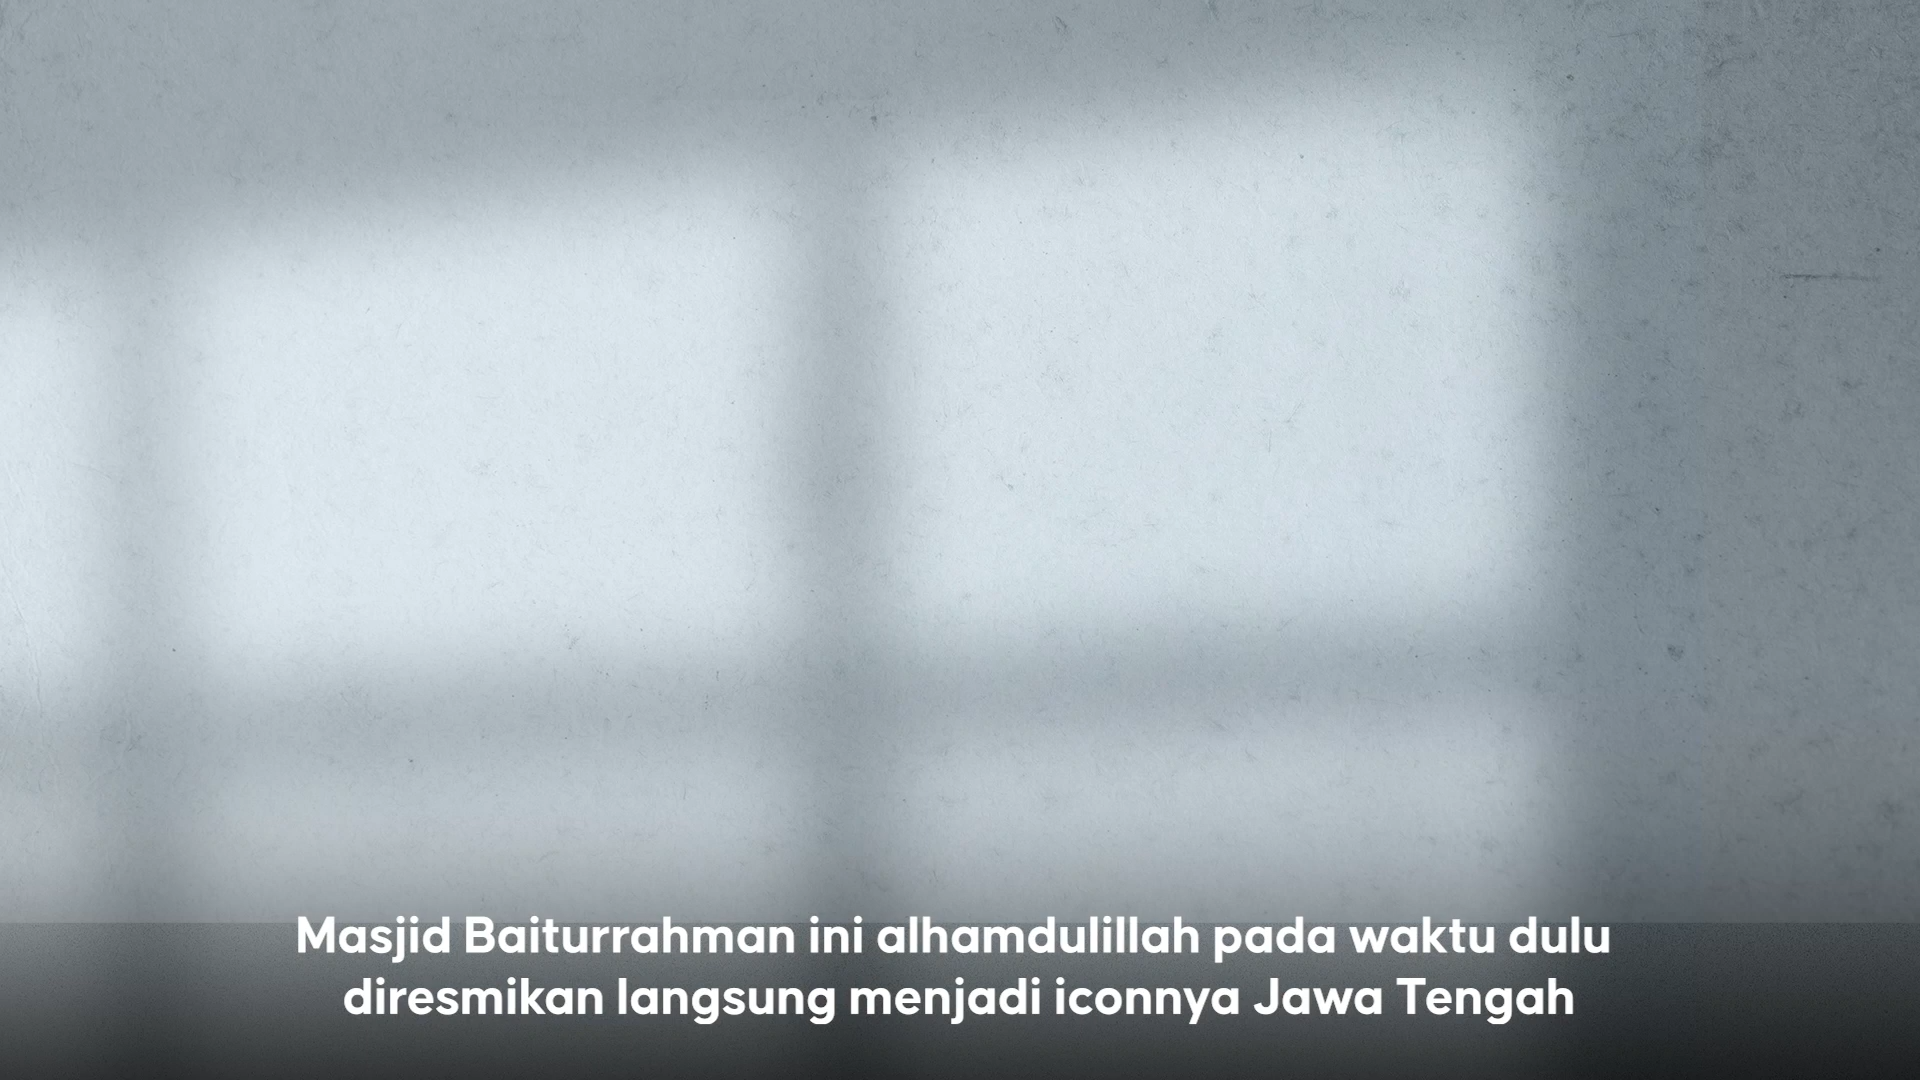 Masjid Baiturrahman ini alhamdulillah pada waktu dulu
diresmikan langsung menjadi iconnya Jawa Tengah